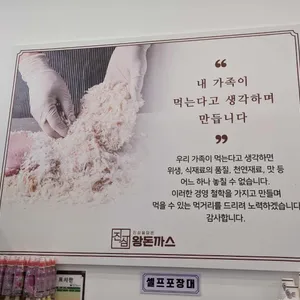 내 가족이
먹는다고 생각하며
만듭니다
우리 가족이 먹는다고 생각하면
위생, 식재료의 품질, 천연재료, 맛 등
어느 하나 놓칠 수 없습니다.
이러한 경영 철학을 가지고 만들며
먹을 수 있는 먹거리를 드리려 노력하겠습니다.
감사합니다.
진심
왕돈까스
셀프포장대